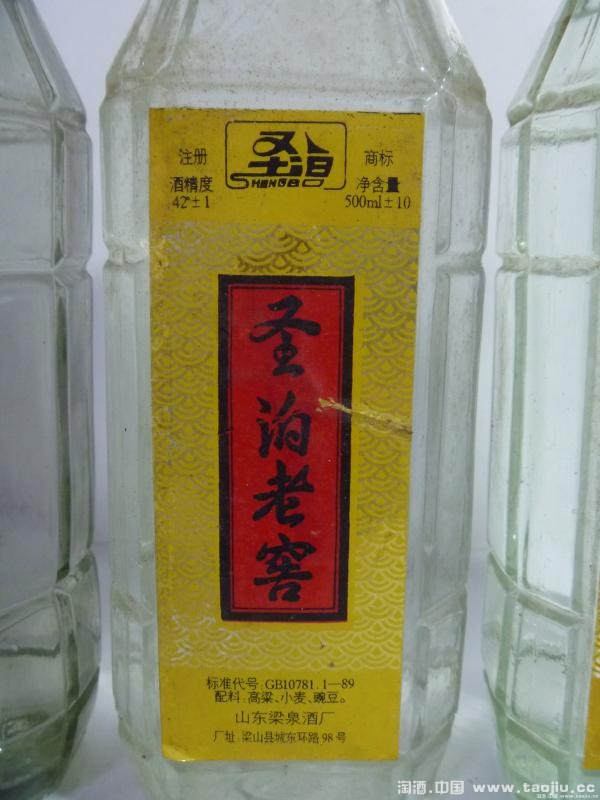 注册 圣泊 商标
SHENGBO
酒精度 净含量
42°±1 500ml±10
圣泊老窖
标准代号:GB10781.1—89
配料:高粱、小麦、豌豆。
山东梁泉酒厂
厂址:梁山县城东环路98号
淘酒.中国 www.taojiu.cc